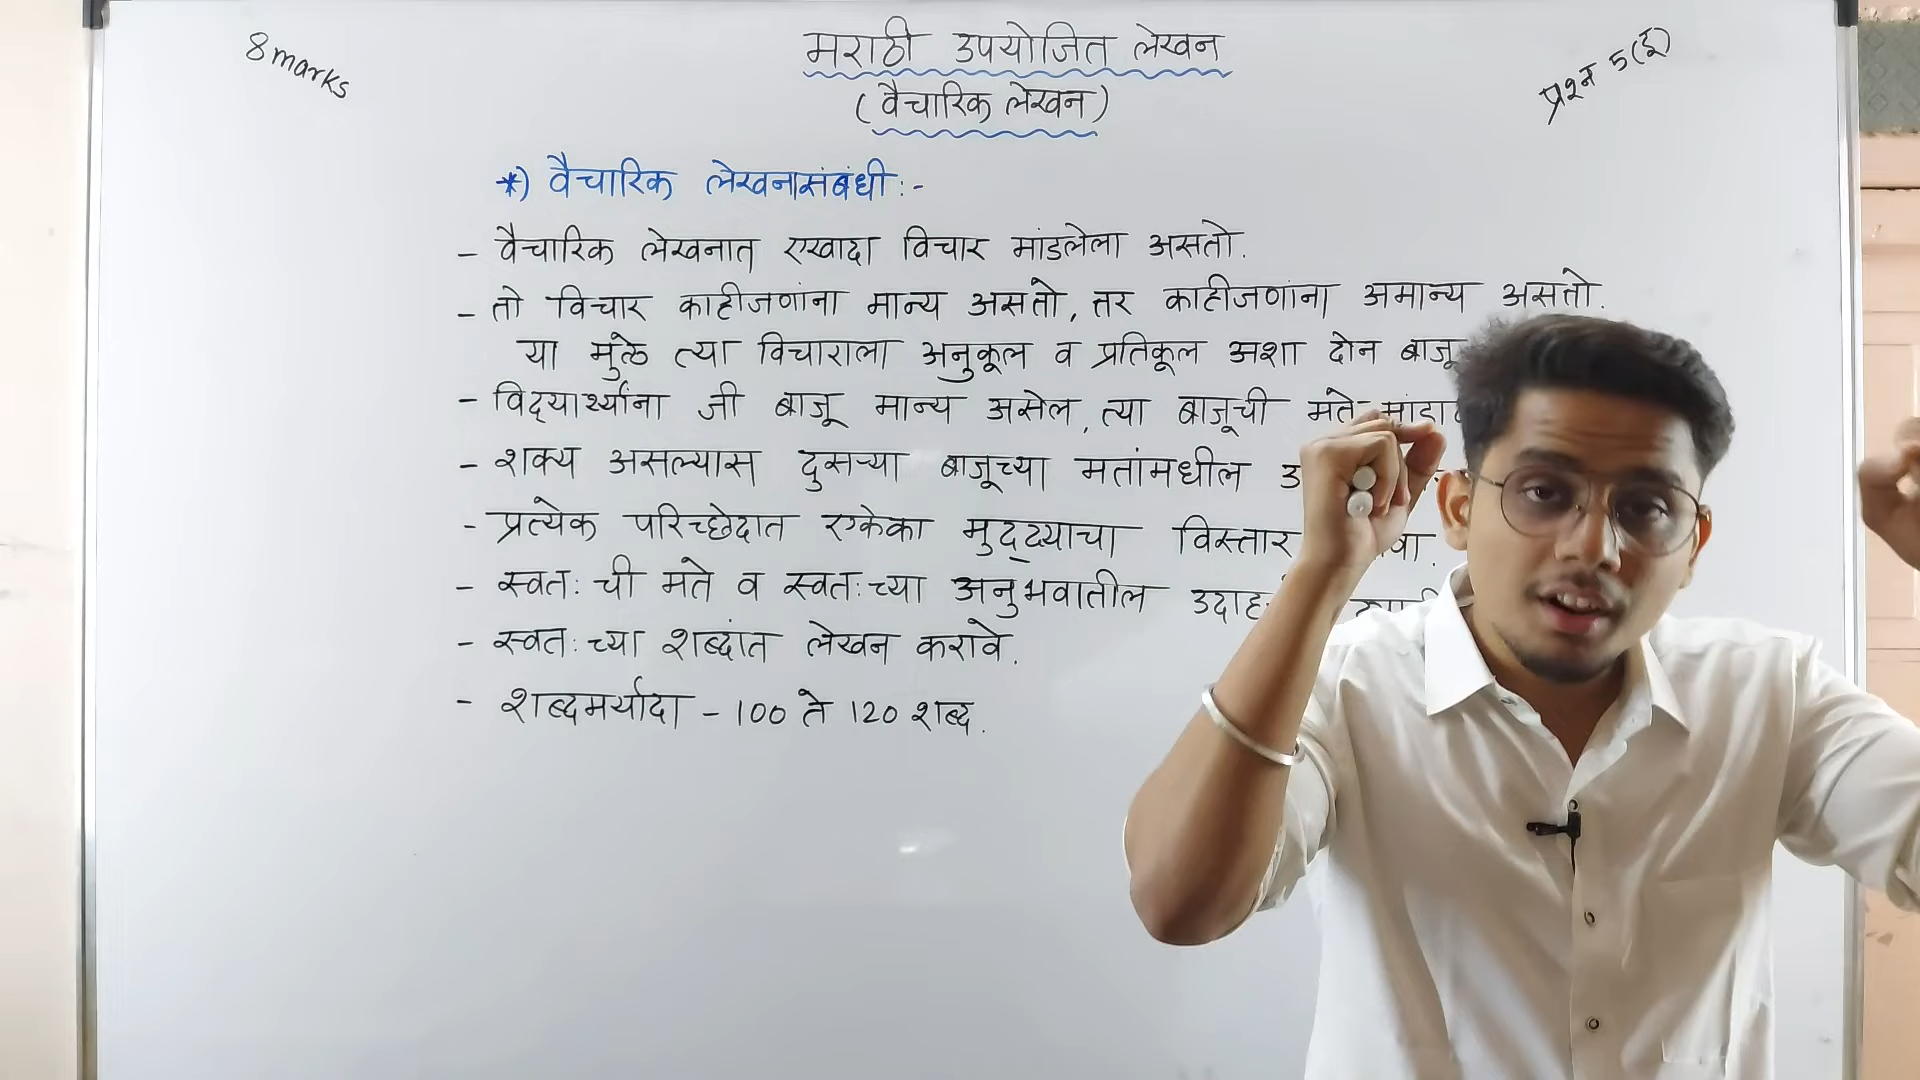 8 marks
मराठी उपयोजित लेखन
प्रश्न 5(इ)
(वैचारिक लेखन)
*) वैचारिक लेखनासंबंधी:-
- वैचारिक लेखनात एखादा विचार मांडलेला असतो.
- तो विचार काहीजणांना मान्य असतो, तर काहीजणांना अमान्य असतो.
या मुळे त्या विचाराला अनुकूल व प्रतिकूल अशा दोन बाजू
- विद्यार्थ्यांना जी बाजू मान्य असेल, त्या बाजूची मते
- शक्य असल्यास दुसऱ्या बाजूच्या मतांमधील
- प्रत्येक परिच्छेदात एकेका मुद्द्याचा विस्तार
- स्वतः ची मते व स्वतः च्या अनुभवातील
- स्वतः च्या शब्दांत लेखन करावे.
- शब्दमर्यादा - 100 ते 120 शब्द.